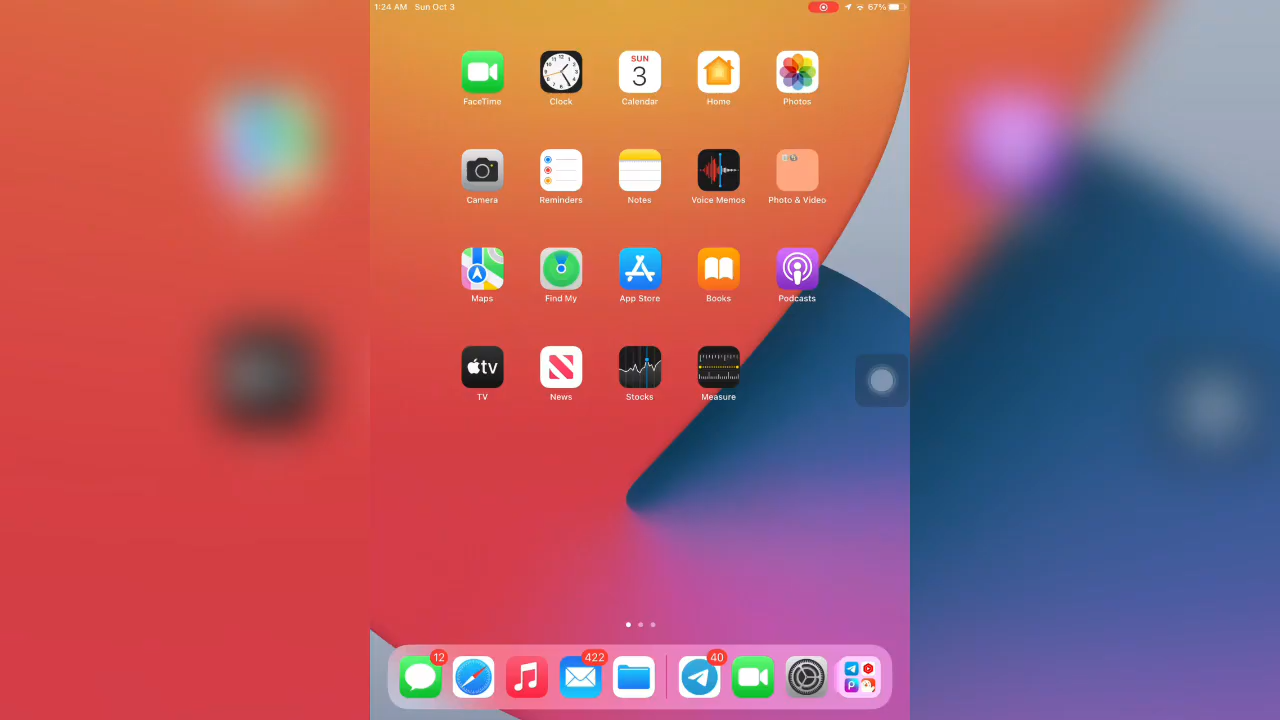 1:24 AM Sun Oct 3
67%
FaceTime Clock SUN 3 Calendar Home Photos
Camera Reminders Notes Voice Memos Photo & Video
Maps Find My App Store Books Podcasts
tv TV News Stocks Measure
12 422 40